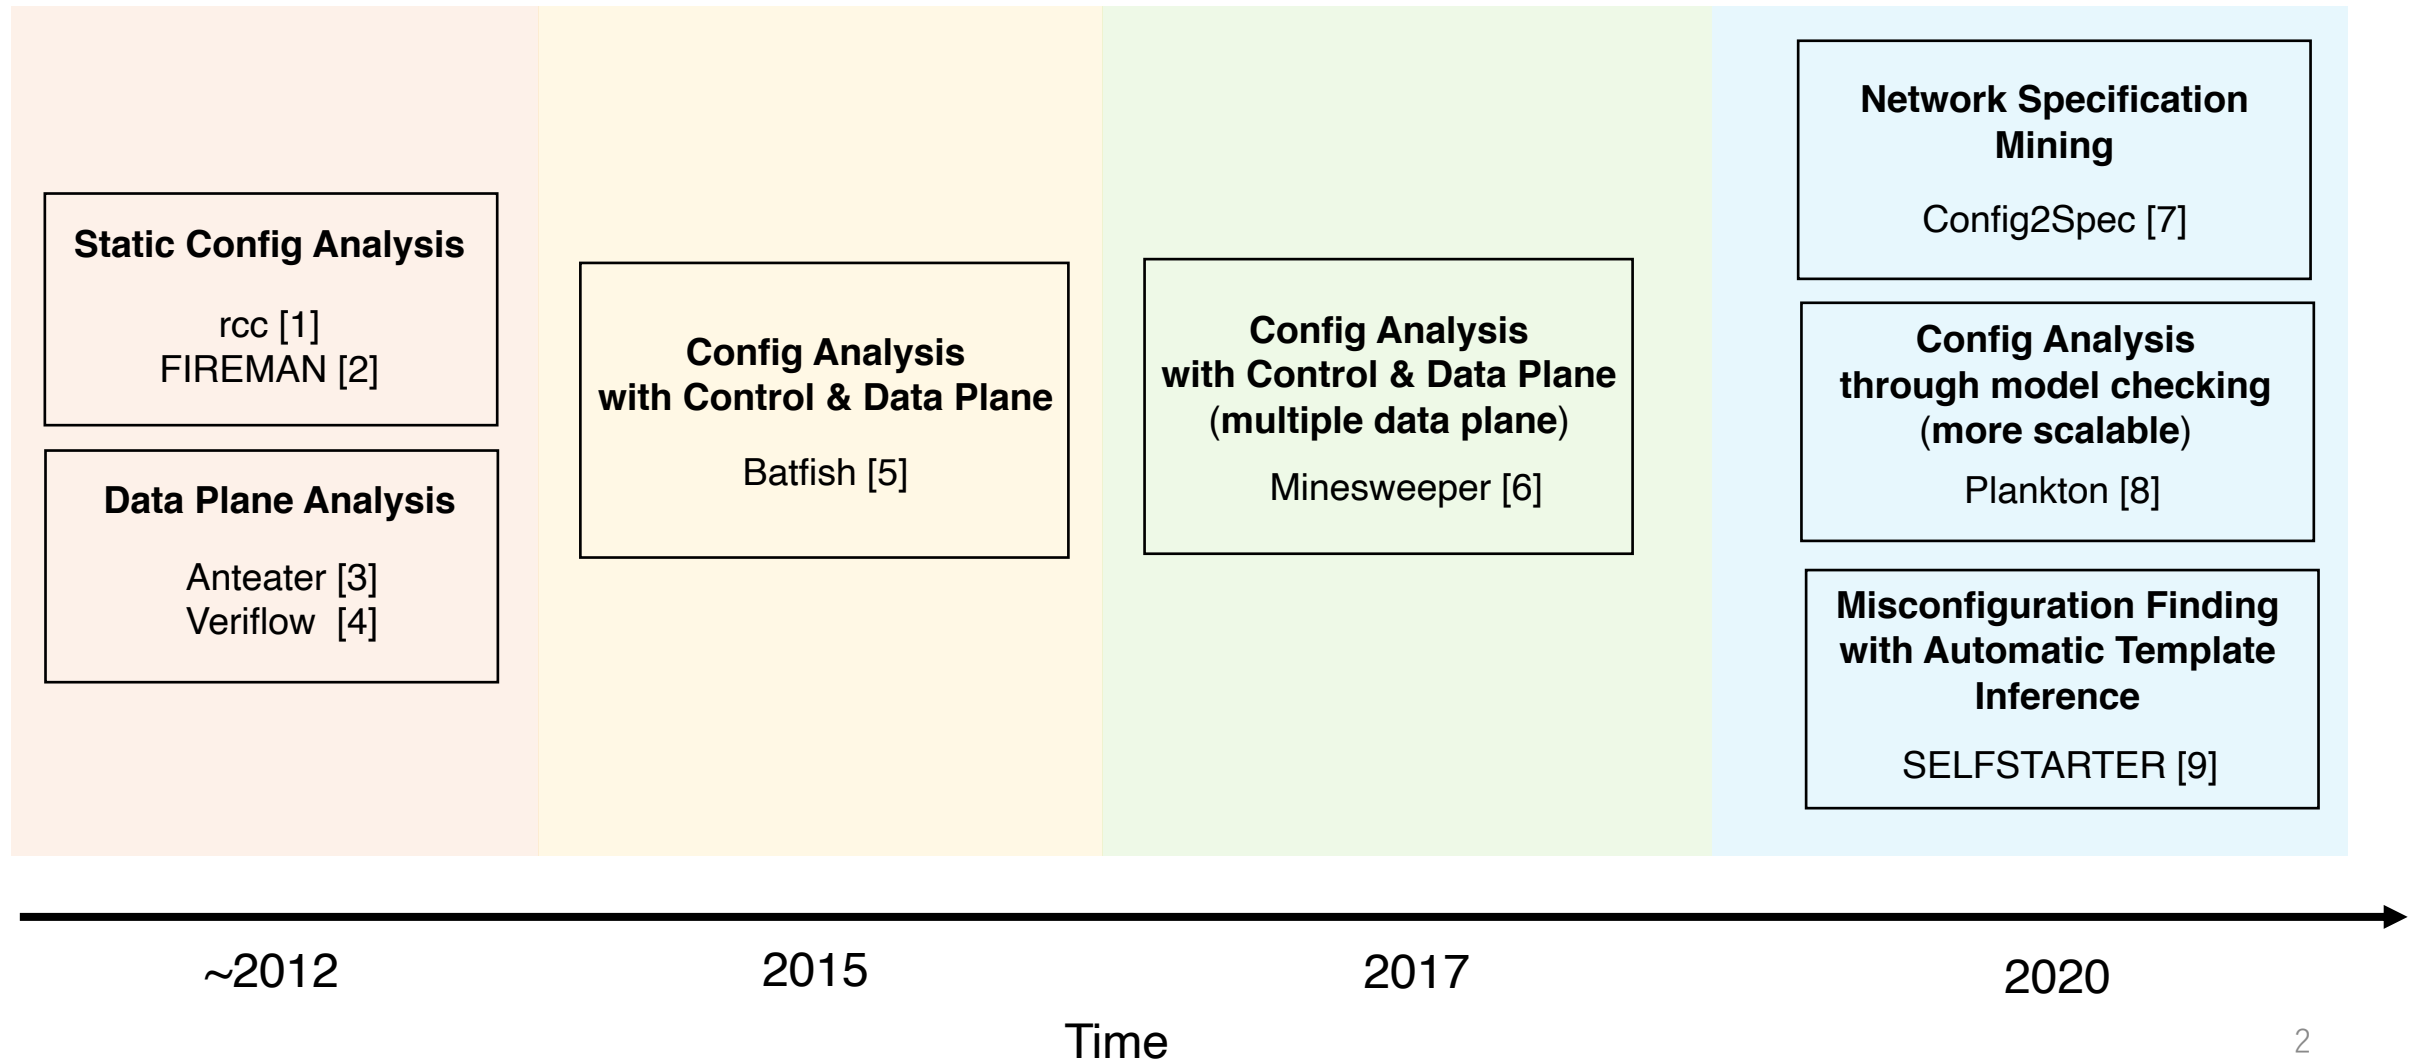 Static Config Analysis
rcc [1]
FIREMAN [2]
Data Plane Analysis
Anteater [3]
Veriflow [4]
Config Analysis
with Control & Data Plane
Batfish [5]
Config Analysis
with Control & Data Plane
(multiple data plane)
Minesweeper [6]
Network Specification
Mining
Config2Spec [7]
Config Analysis
through model checking
(more scalable)
Plankton [8]
Misconfiguration Finding
with Automatic Template
Inference
SELFSTARTER [9]
~2012
2015
2017
2020
Time
2